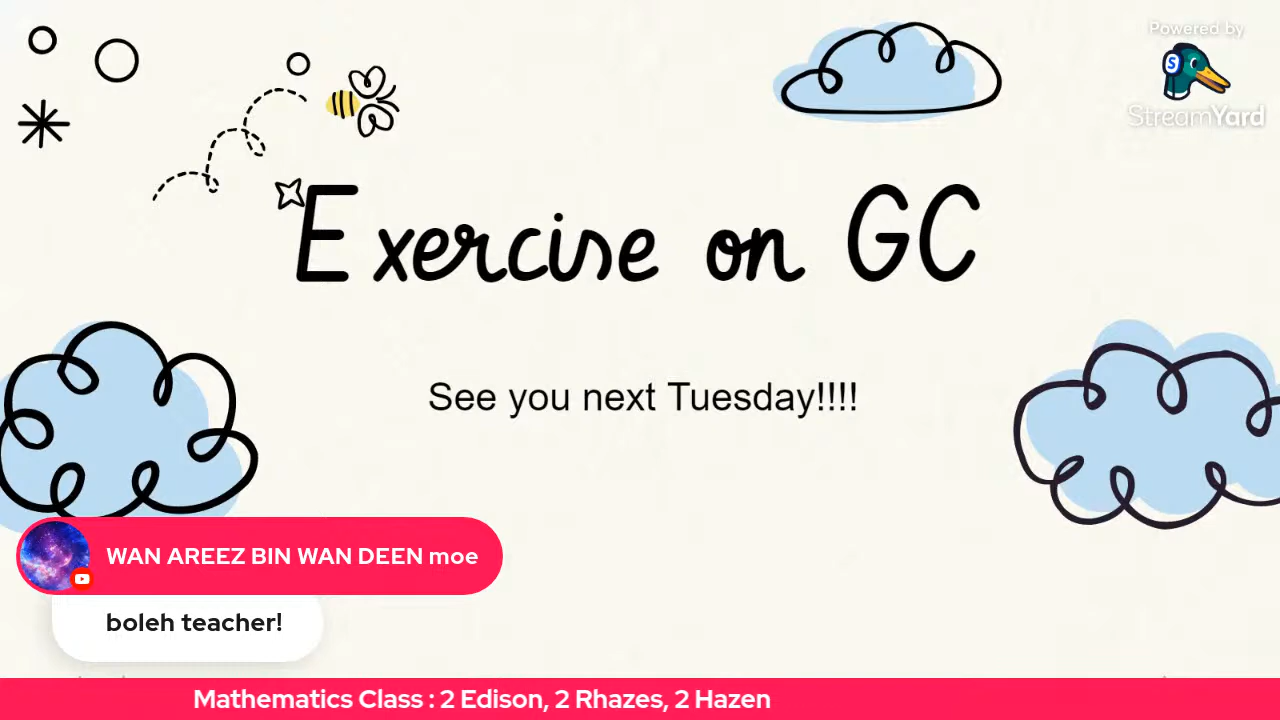 Powered by
StreamYard
Exercise on GC
See you next Tuesday!!!!
WAN AREEZ BIN WAN DEEN moe
boleh teacher!
Mathematics Class : 2 Edison, 2 Rhazes, 2 Hazen